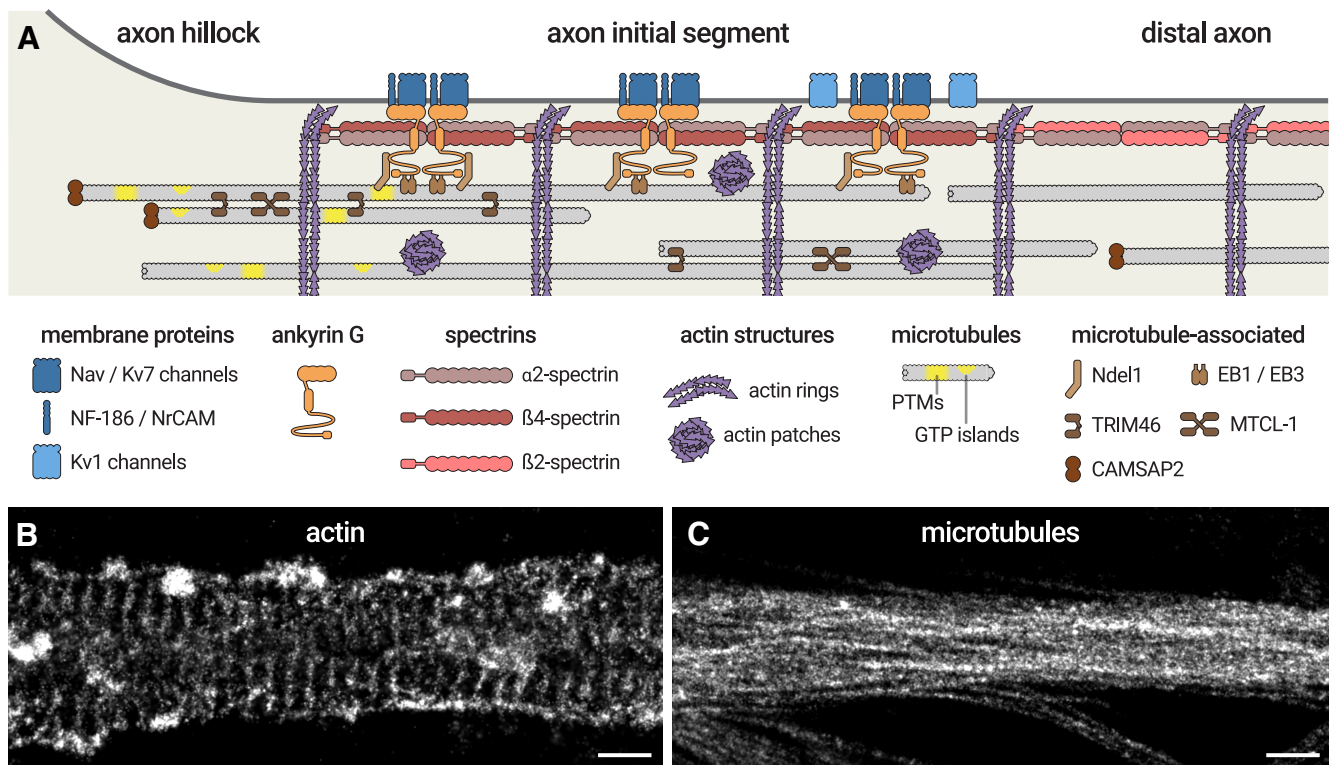 A
axon hillock
axon initial segment
distal axon
membrane proteins
Nav / Kv7 channels
NF-186 / NrCAM
Kv1 channels
ankyrin G
spectrins
α2-spectrin
ß4-spectrin
ß2-spectrin
actin structures
actin rings
actin patches
microtubules
PTMs
GTP islands
microtubule-associated
Ndel1
EB1 / EB3
TRIM46
MTCL-1
CAMSAP2
B
actin
C
microtubules